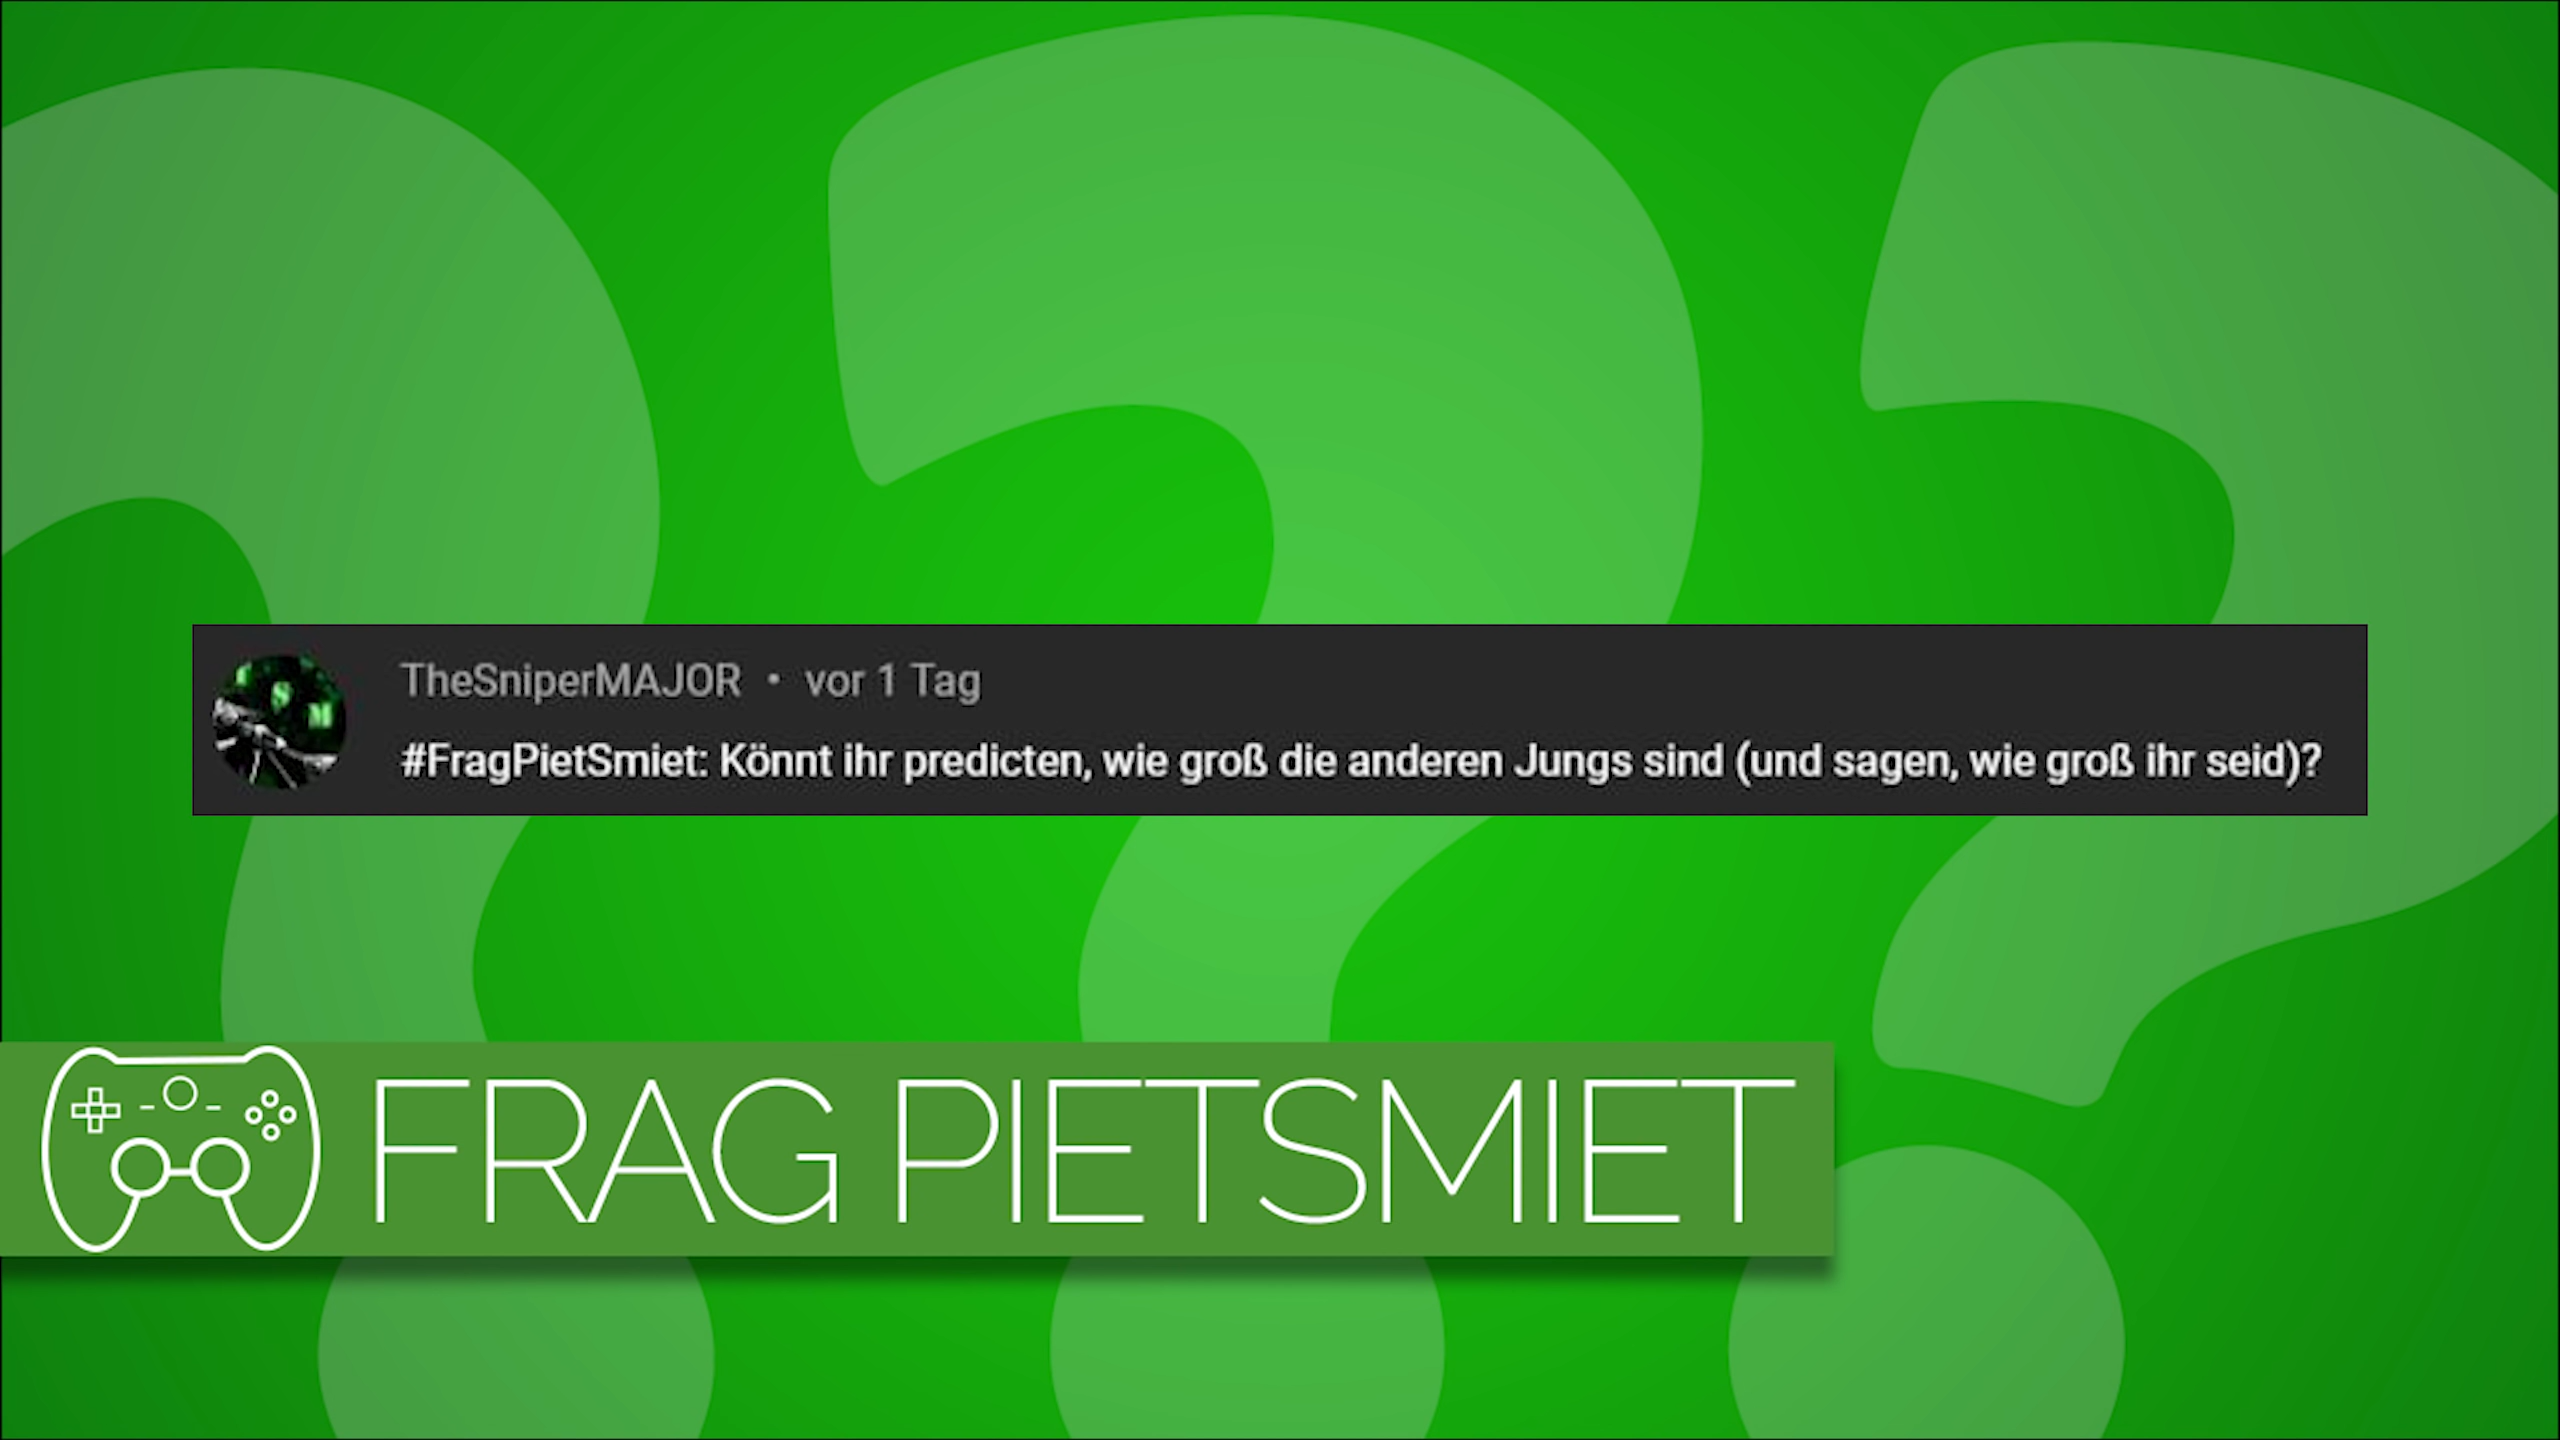 TheSniperMAJOR • vor 1 Tag
#FragPietSmiet: Könnt ihr predicten, wie groß die anderen Jungs sind (und sagen, wie groß ihr seid)?
FRAG PIETSMIET